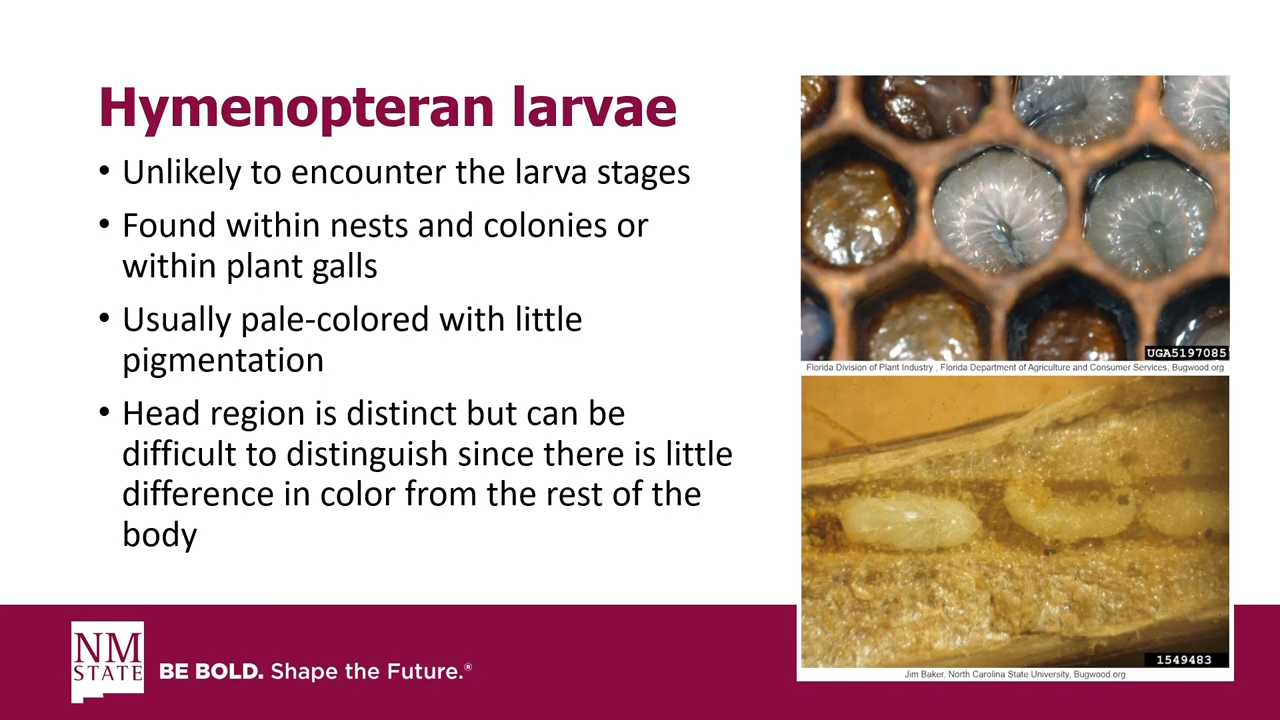 Hymenopteran larvae
• Unlikely to encounter the larva stages
• Found within nests and colonies or
within plant galls
• Usually pale-colored with little
pigmentation
• Head region is distinct but can be
difficult to distinguish since there is little
difference in color from the rest of the
body
UGA5197085
Florida Division of Plant Industry , Florida Department of Agriculture and Consumer Services, Bugwood.org
1549483
Jim Baker, North Carolina State University, Bugwood.org
NM
STATE
BE BOLD. Shape the Future.®